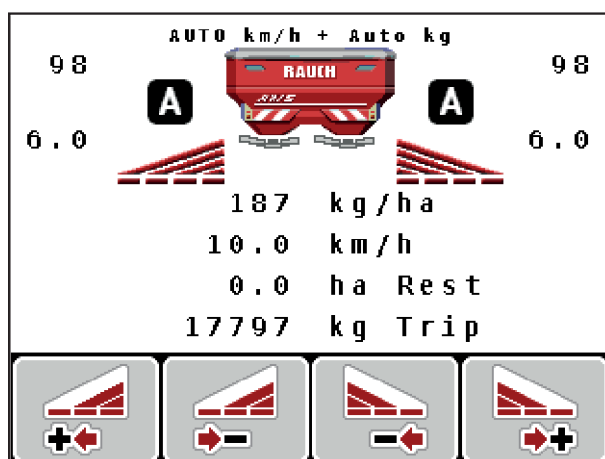 AUTO km/h + Auto kg
98 98
RAUCH
AXIS
A A
6.0 6.0
187 kg/ha
10.0 km/h
0.0 ha Rest
17797 kg Trip